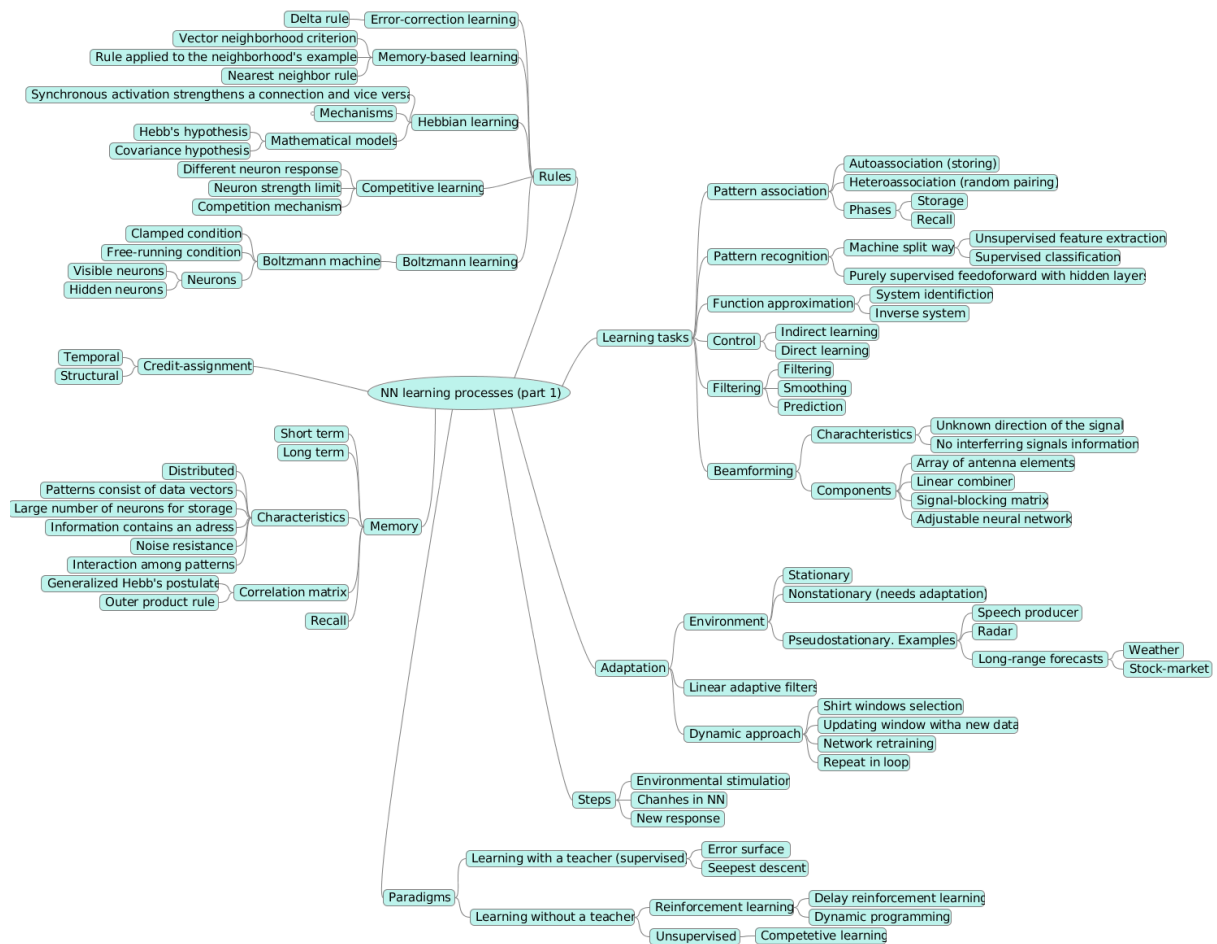 Delta rule
Error-correction learning
Vector neighborhood criterion
Rule applied to the neighborhood's example
Memory-based learning
Nearest neighbor rule
Synchronous activation strengthens a connection and vice versa
Mechanisms
Hebbian learning
Hebb's hypothesis
Mathematical models
Covariance hypothesis
Different neuron response
Neuron strength limit
Competitive learning
Competition mechanism
Rules
Clamped condition
Free-running condition
Boltzmann machine
Boltzmann learning
Visible neurons
Neurons
Hidden neurons
Temporal
Credit-assignment
Structural
NN learning processes (part 1)
Short term
Long term
Distributed
Patterns consist of data vectors
Large number of neurons for storage
Characteristics
Information contains an adress
Noise resistance
Interaction among patterns
Memory
Generalized Hebb's postulate
Correlation matrix
Outer product rule
Recall
Learning tasks
Pattern association
Autoassociation (storing)
Heteroassociation (random pairing)
Phases
Storage
Recall
Pattern recognition
Machine split way
Unsupervised feature extraction
Supervised classification
Purely supervised feedoforward with hidden layers
Function approximation
System identifiction
Inverse system
Control
Indirect learning
Direct learning
Filtering
Filtering
Smoothing
Prediction
Beamforming
Charachteristics
Unknown direction of the signal
No interferring signals information
Components
Array of antenna elements
Linear combiner
Signal-blocking matrix
Adjustable neural network
Adaptation
Environment
Stationary
Nonstationary (needs adaptation)
Pseudostationary. Examples
Speech producer
Radar
Long-range forecasts
Weather
Stock-market
Linear adaptive filters
Dynamic approach
Shirt windows selection
Updating window witha new data
Network retraining
Repeat in loop
Steps
Environmental stimulation
Chanhes in NN
New response
Paradigms
Learning with a teacher (supervised)
Error surface
Seepest descent
Learning without a teacher
Reinforcement learning
Delay reinforcement learning
Dynamic programming
Unsupervised
Competetive learning